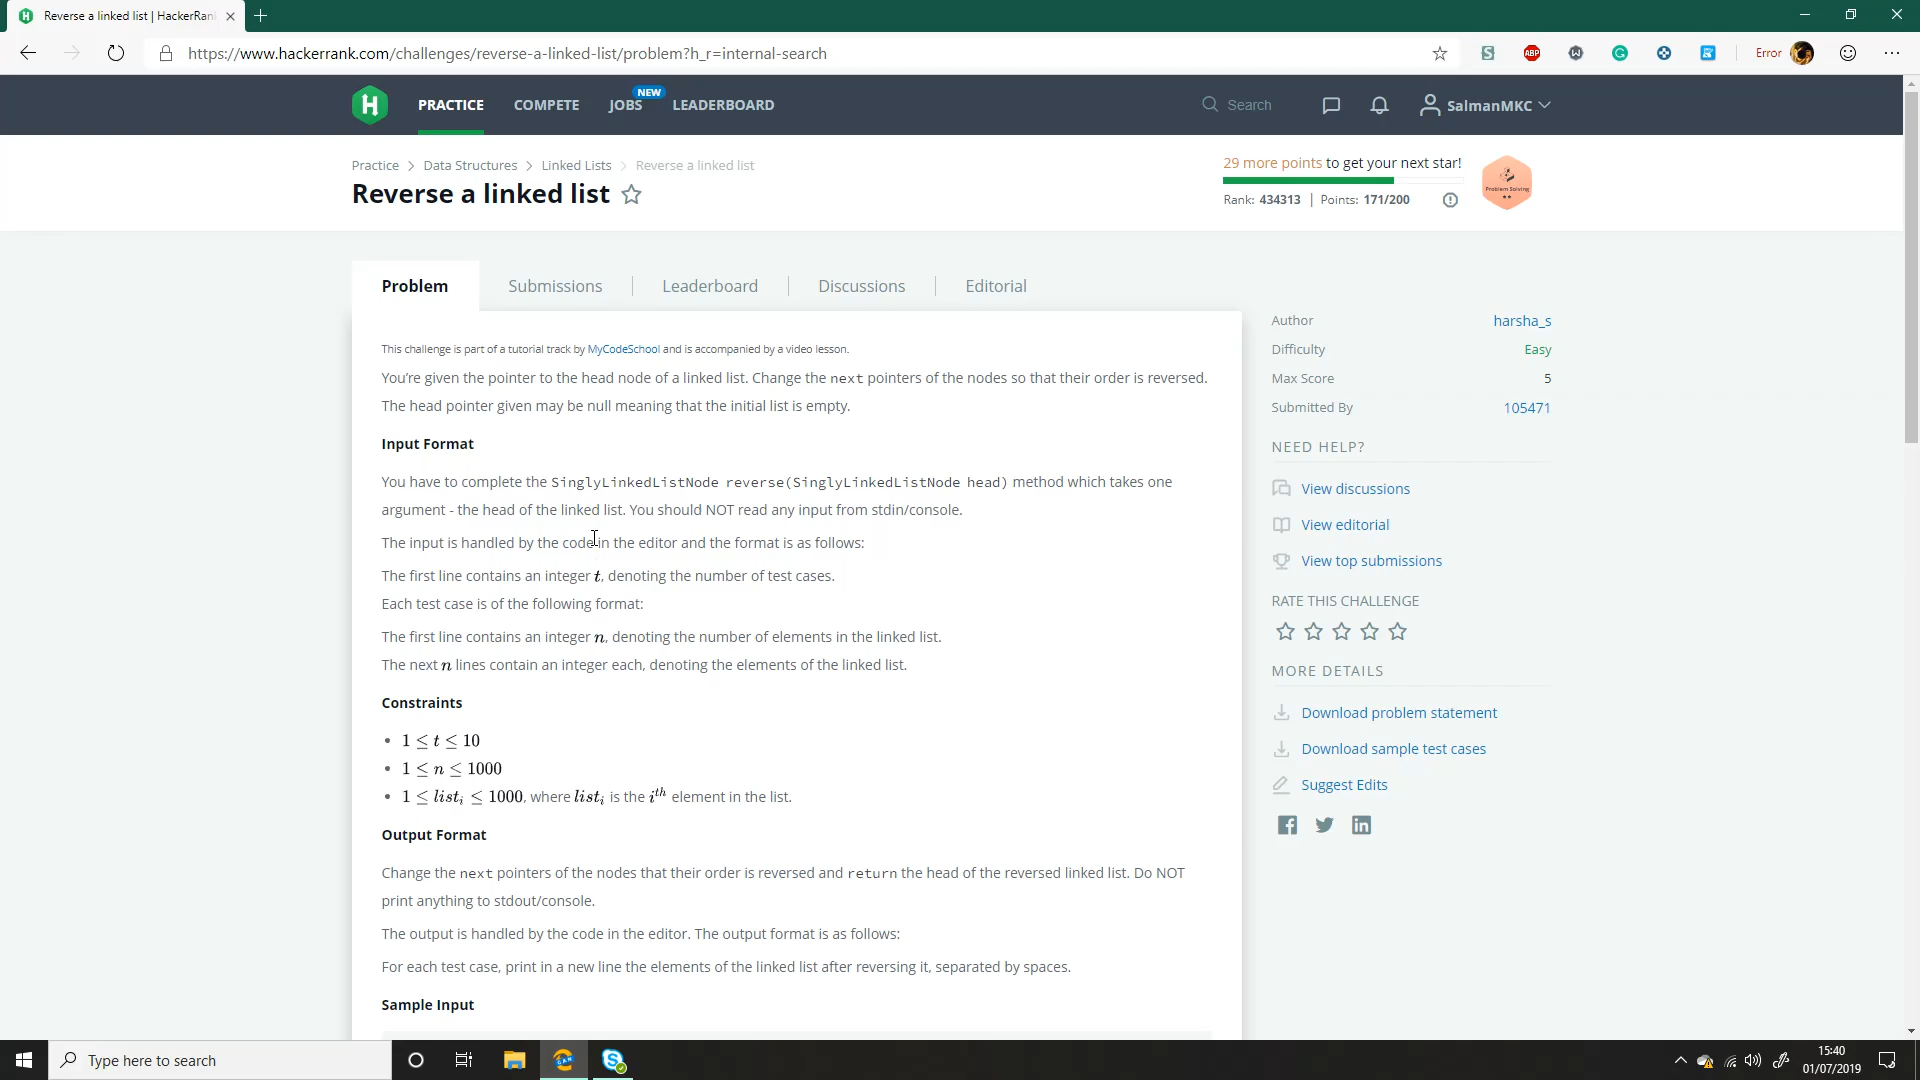 Reverse a linked list | HackerRan
https://www.hackerrank.com/challenges/reverse-a-linked-list/problem?h_r=internal-search
ABP
Error
PRACTICE
COMPETE
JOBS
NEW
LEADERBOARD
Search
SalmanMKC
Practice > Data Structures > Linked Lists > Reverse a linked list
Reverse a linked list
29 more points to get your next star!
Rank: 434313 | Points: 171/200
Problem Solving
Problem
Submissions
Leaderboard
Discussions
Editorial
This challenge is part of a tutorial track by MyCodeSchool and is accompanied by a video lesson.
You’re given the pointer to the head node of a linked list. Change the next pointers of the nodes so that their order is reversed.
The head pointer given may be null meaning that the initial list is empty.
Input Format
You have to complete the SinglyLinkedListNode reverse(SinglyLinkedListNode head) method which takes one
argument - the head of the linked list. You should NOT read any input from stdin/console.
The input is handled by the code in the editor and the format is as follows:
The first line contains an integer t, denoting the number of test cases.
Each test case is of the following format:
The first line contains an integer n, denoting the number of elements in the linked list.
The next n lines contain an integer each, denoting the elements of the linked list.
Constraints
• 1 ≤ t ≤ 10
• 1 ≤ n ≤ 1000
• 1 ≤ list_i ≤ 1000, where list_i is the i^th element in the list.
Output Format
Change the next pointers of the nodes that their order is reversed and return the head of the reversed linked list. Do NOT
print anything to stdout/console.
The output is handled by the code in the editor. The output format is as follows:
For each test case, print in a new line the elements of the linked list after reversing it, separated by spaces.
Sample Input
Author harsha_s
Difficulty Easy
Max Score 5
Submitted By 105471
NEED HELP?
View discussions
View editorial
View top submissions
RATE THIS CHALLENGE
MORE DETAILS
Download problem statement
Download sample test cases
Suggest Edits
Type here to search
15:40
01/07/2019